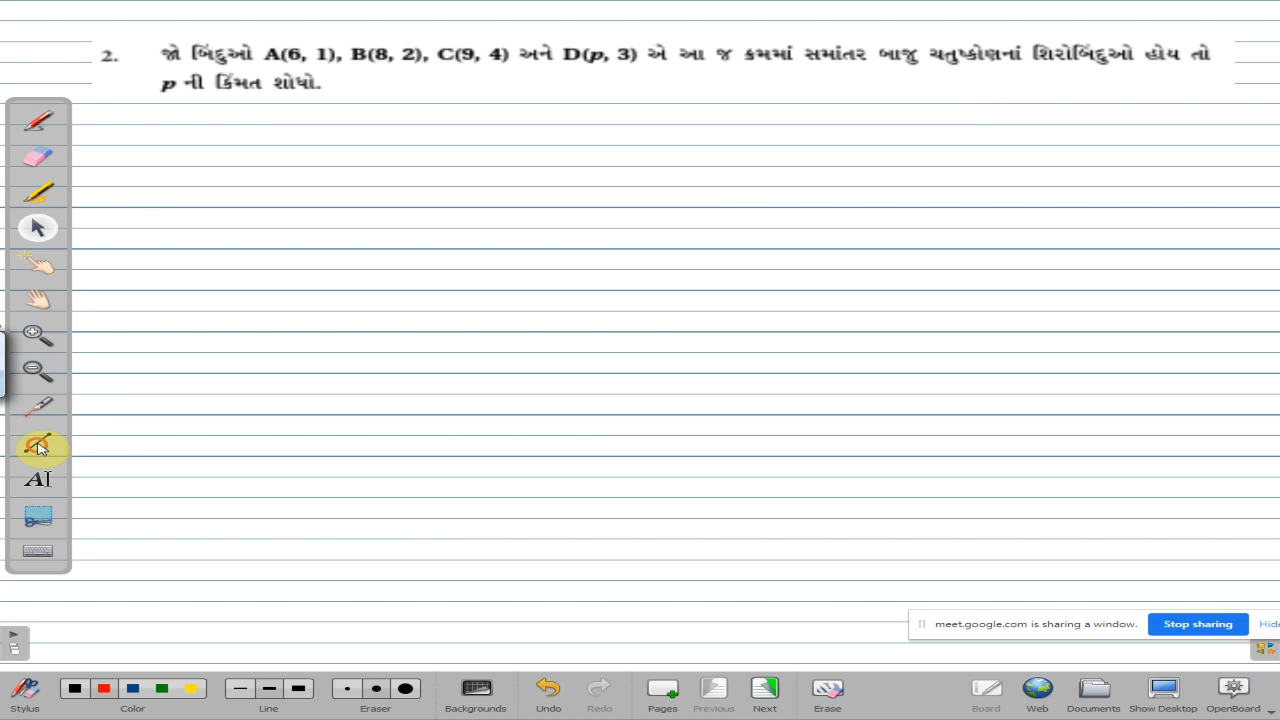 2. જો બિંદુઓ A(6, 1), B(8, 2), C(9, 4) અને D(p, 3) એ આ જ ક્રમમાં સમાંતર બાજુ ચતુષ્કોણનાં શિરોબિંદુઓ હોય તો
p ની કિંમત શોધો.
AI
meet.google.com is sharing a window. Stop sharing Hide
Stylus Color Line Eraser Backgrounds Undo Redo Pages Previous Next Erase Board Web Documents Show Desktop OpenBoard